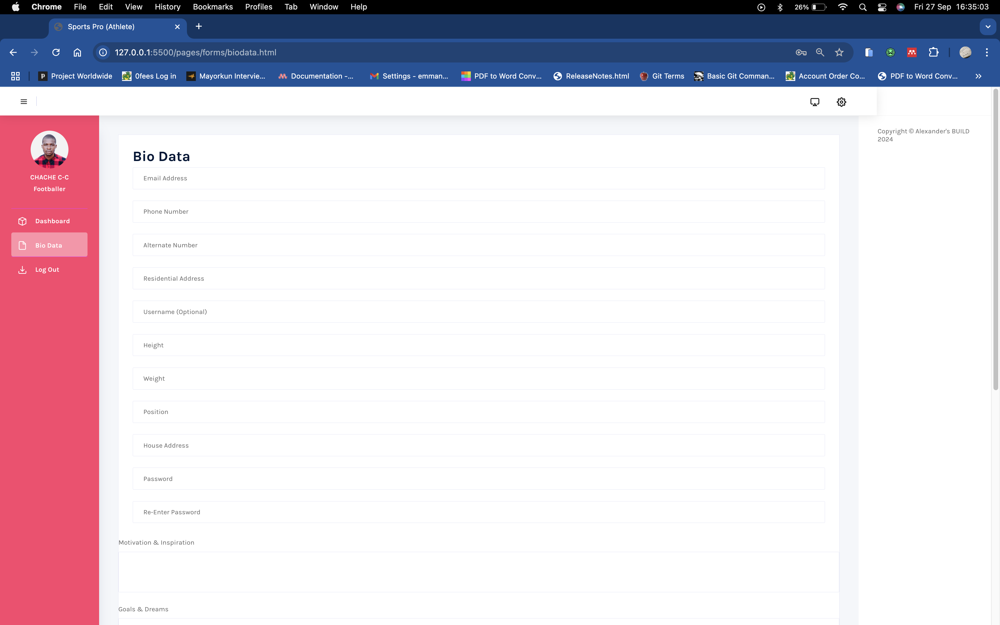 Chrome File Edit View History Bookmarks Profiles Tab Window Help 26% Fri 27 Sep 16:35:03
Sports Pro (Athlete)
127.0.0.1:5500/pages/forms/biodata.html
Project Worldwide 0fees Log in Mayorkun Intervie... Documentation -... Settings - emman... PDF to Word Conv... ReleaseNotes.html Git Terms Basic Git Comman... Account Order Co... PDF to Word Conv...
CHACHE C-C
Footballer
Dashboard
Bio Data
Log Out
Bio Data
Email Address
Phone Number
Alternate Number
Residential Address
Username (Optional)
Height
Weight
Position
House Address
Password
Re-Enter Password
Motivation & Inspiration
Goals & Dreams
Copyright © Alexander's BUILD
2024